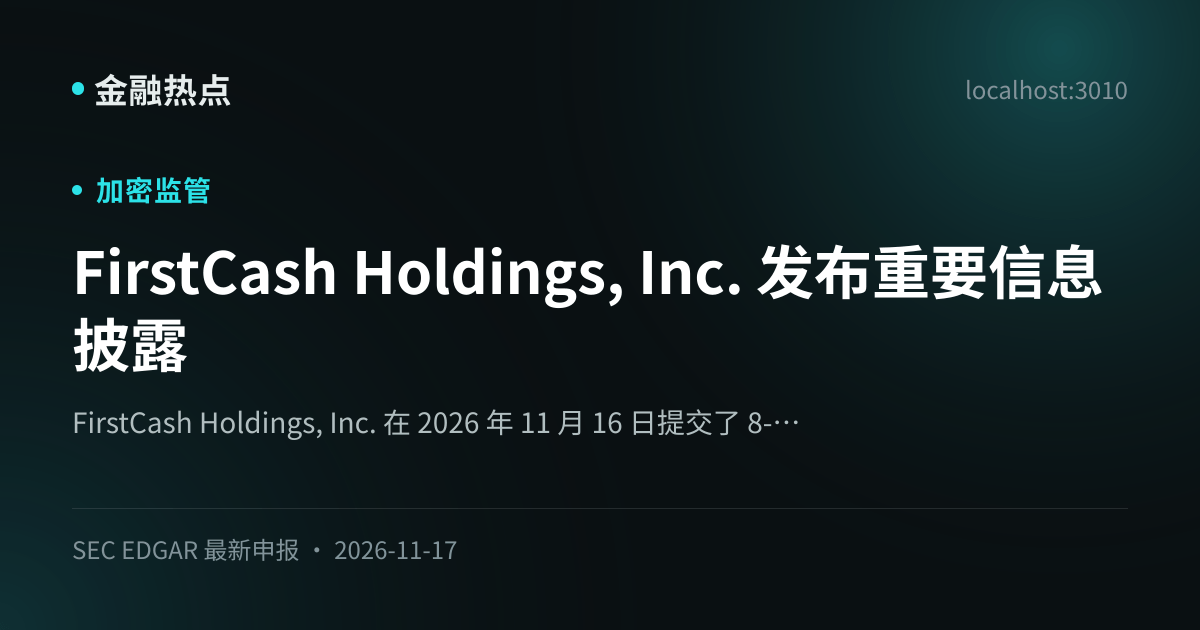 金融热点
localhost:3010
加密监管
FirstCash Holdings, Inc. 发布重要信息
披露
FirstCash Holdings, Inc. 在 2026 年 11 月 16 日提交了 8-···
SEC EDGAR 最新申报 · 2026-11-17